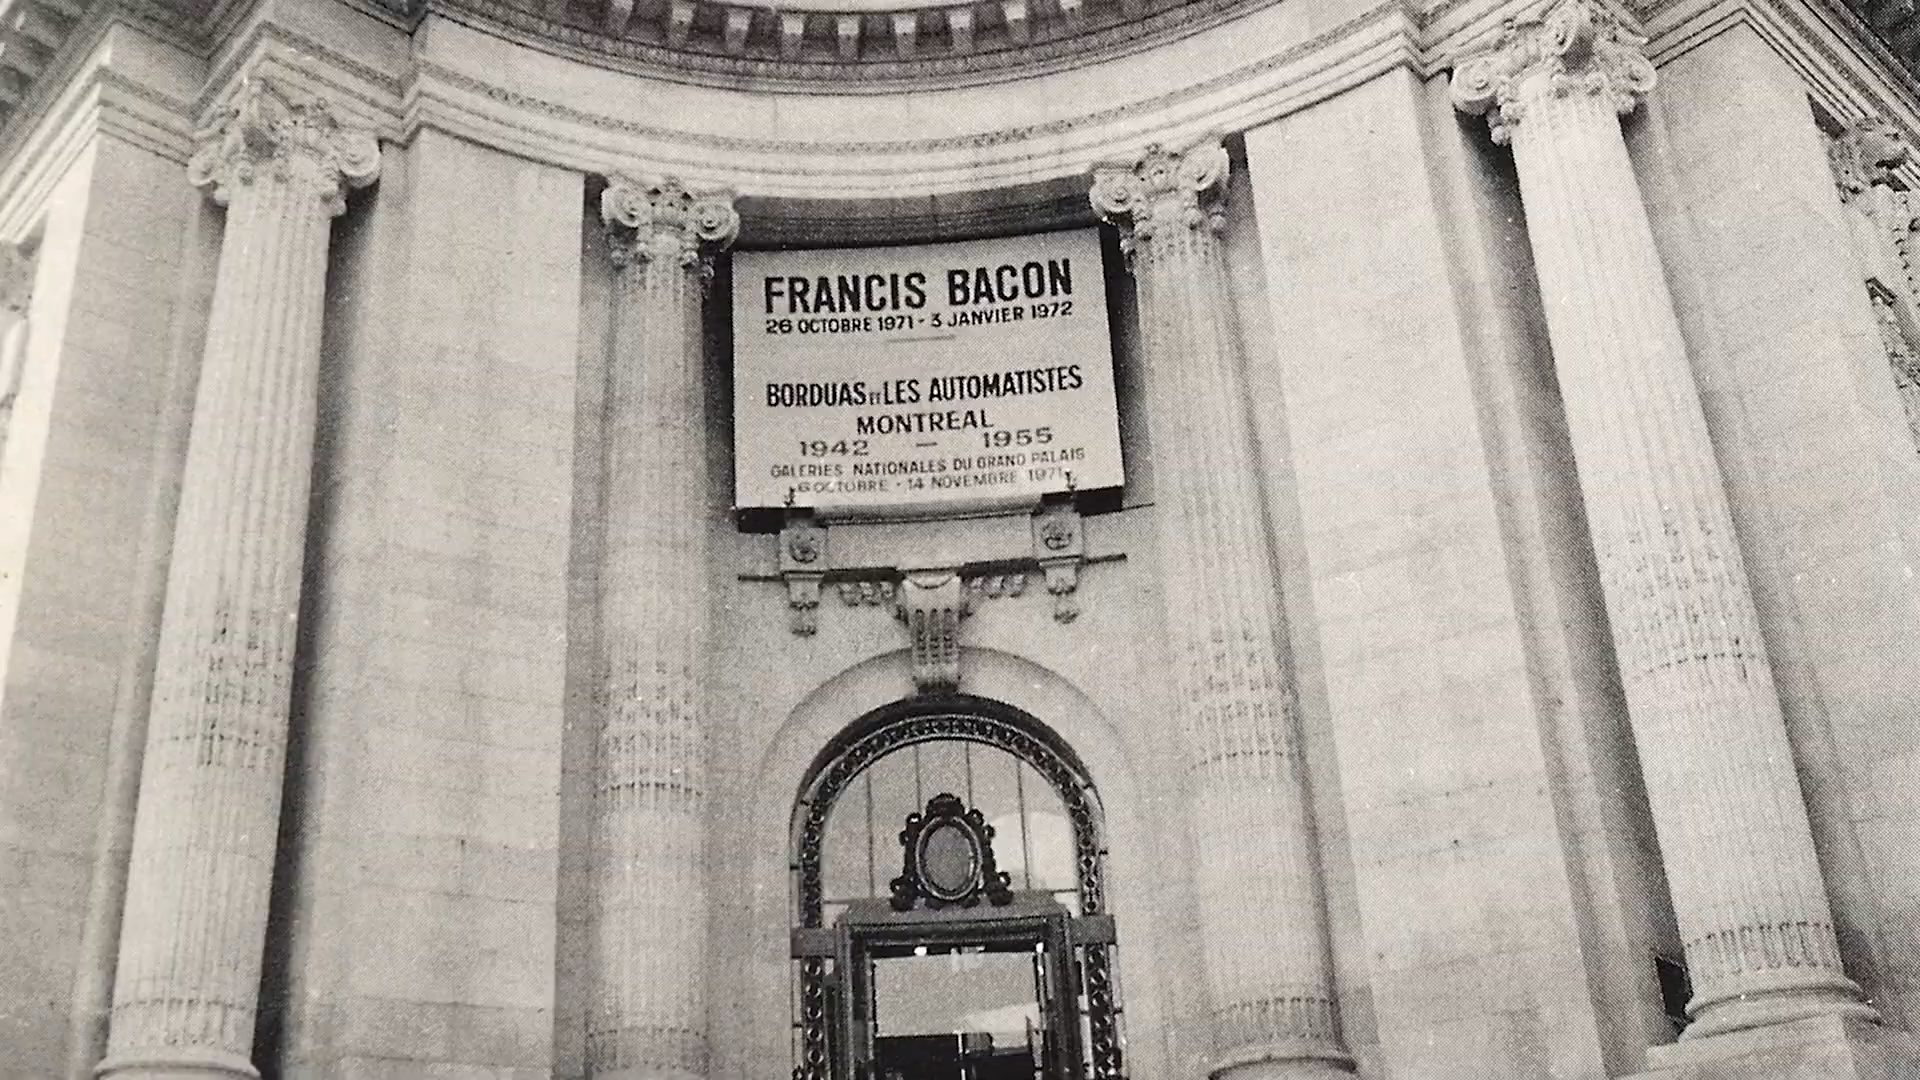 FRANCIS BACON
26 OCTOBRE 1971 - 3 JANVIER 1972
BORDUAS ET LES AUTOMATISTES
MONTREAL
1942 — 1955
GALERIES NATIONALES DU GRAND PALAIS
OCTOBRE - 14 NOVEMBRE 1971